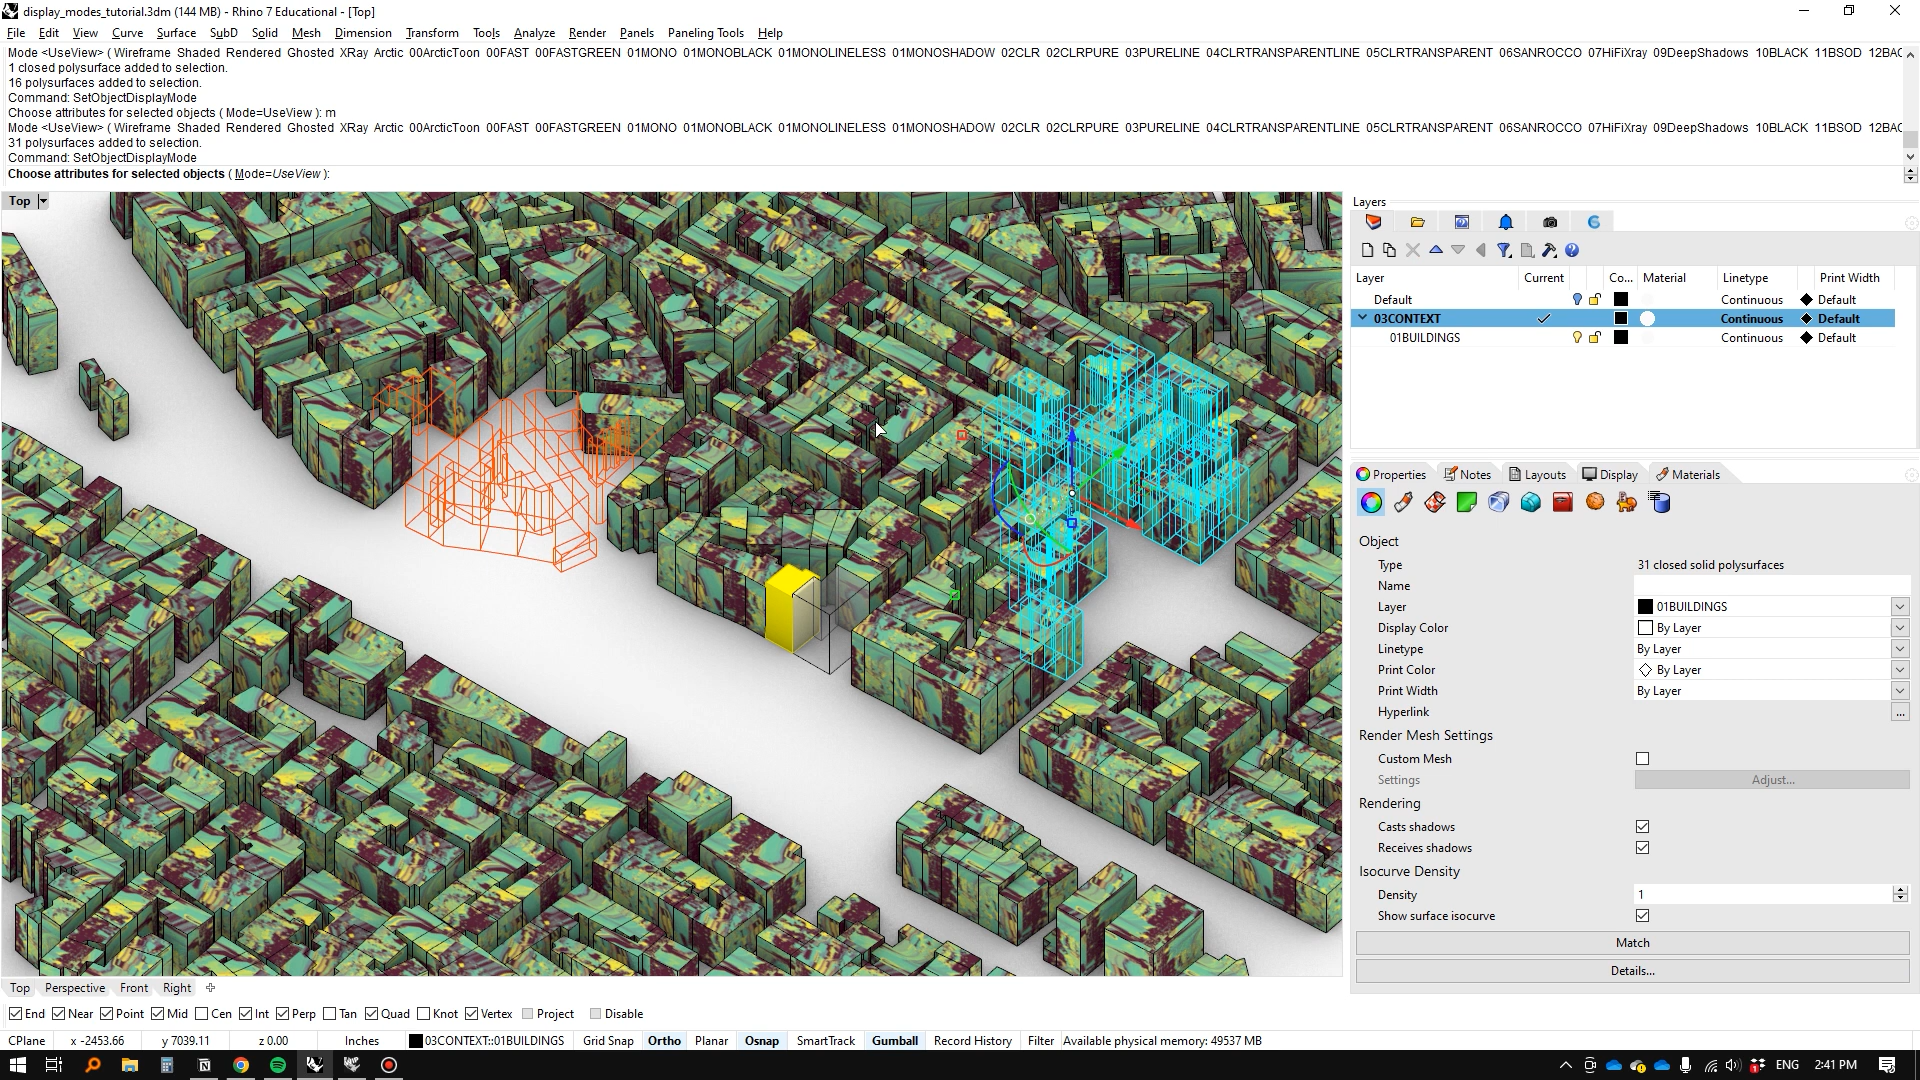 display_modes_tutorial.3dm (144 MB) - Rhino 7 Educational - [Top]
File Edit View Curve Surface SubD Solid Mesh Dimension Transform Tools Analyze Render Panels Paneling Tools Help
Mode <UseView> ( Wireframe Shaded Rendered Ghosted XRay Arctic 00ArcticToon 00FAST 00FASTGREEN 01MONO 01MONOBLACK 01MONOLINELESS 01MONOSHADOW 02CLR 02CLRPURE 03PURELINE 04CLRTRANSPARENTLINE 05CLRTRANSPARENT 06SANROCCO 07HiFiXray 09DeepShadows 10BLACK 11BSOD 12BAC
1 closed polysurface added to selection.
16 polysurfaces added to selection.
Command: SetObjectDisplayMode
Choose attributes for selected objects ( Mode=UseView ): m
Mode <UseView> ( Wireframe Shaded Rendered Ghosted XRay Arctic 00ArcticToon 00FAST 00FASTGREEN 01MONO 01MONOBLACK 01MONOLINELESS 01MONOSHADOW 02CLR 02CLRPURE 03PURELINE 04CLRTRANSPARENTLINE 05CLRTRANSPARENT 06SANROCCO 07HiFiXray 09DeepShadows 10BLACK 11BSOD 12BAC
31 polysurfaces added to selection.
Command: SetObjectDisplayMode
Choose attributes for selected objects ( Mode=UseView ):
Top
Layers
Layer Current Co... Material Linetype Print Width
Default Continuous Default
03CONTEXT Continuous Default
01BUILDINGS Continuous Default
Properties Notes Layouts Display Materials
Object
Type 31 closed solid polysurfaces
Name
Layer 01BUILDINGS
Display Color By Layer
Linetype By Layer
Print Color By Layer
Print Width By Layer
Hyperlink ...
Render Mesh Settings
Custom Mesh
Settings Adjust...
Rendering
Casts shadows
Receives shadows
Isocurve Density
Density 1
Show surface isocurve
Match
Details...
Top Perspective Front Right
End Near Point Mid Cen Int Perp Tan Quad Knot Vertex Project Disable
CPlane x -2453.66 y 7039.11 z 0.00 Inches 03CONTEXT::01BUILDINGS Grid Snap Ortho Planar Osnap SmartTrack Gumball Record History Filter Available physical memory: 49537 MB
ENG 2:41 PM